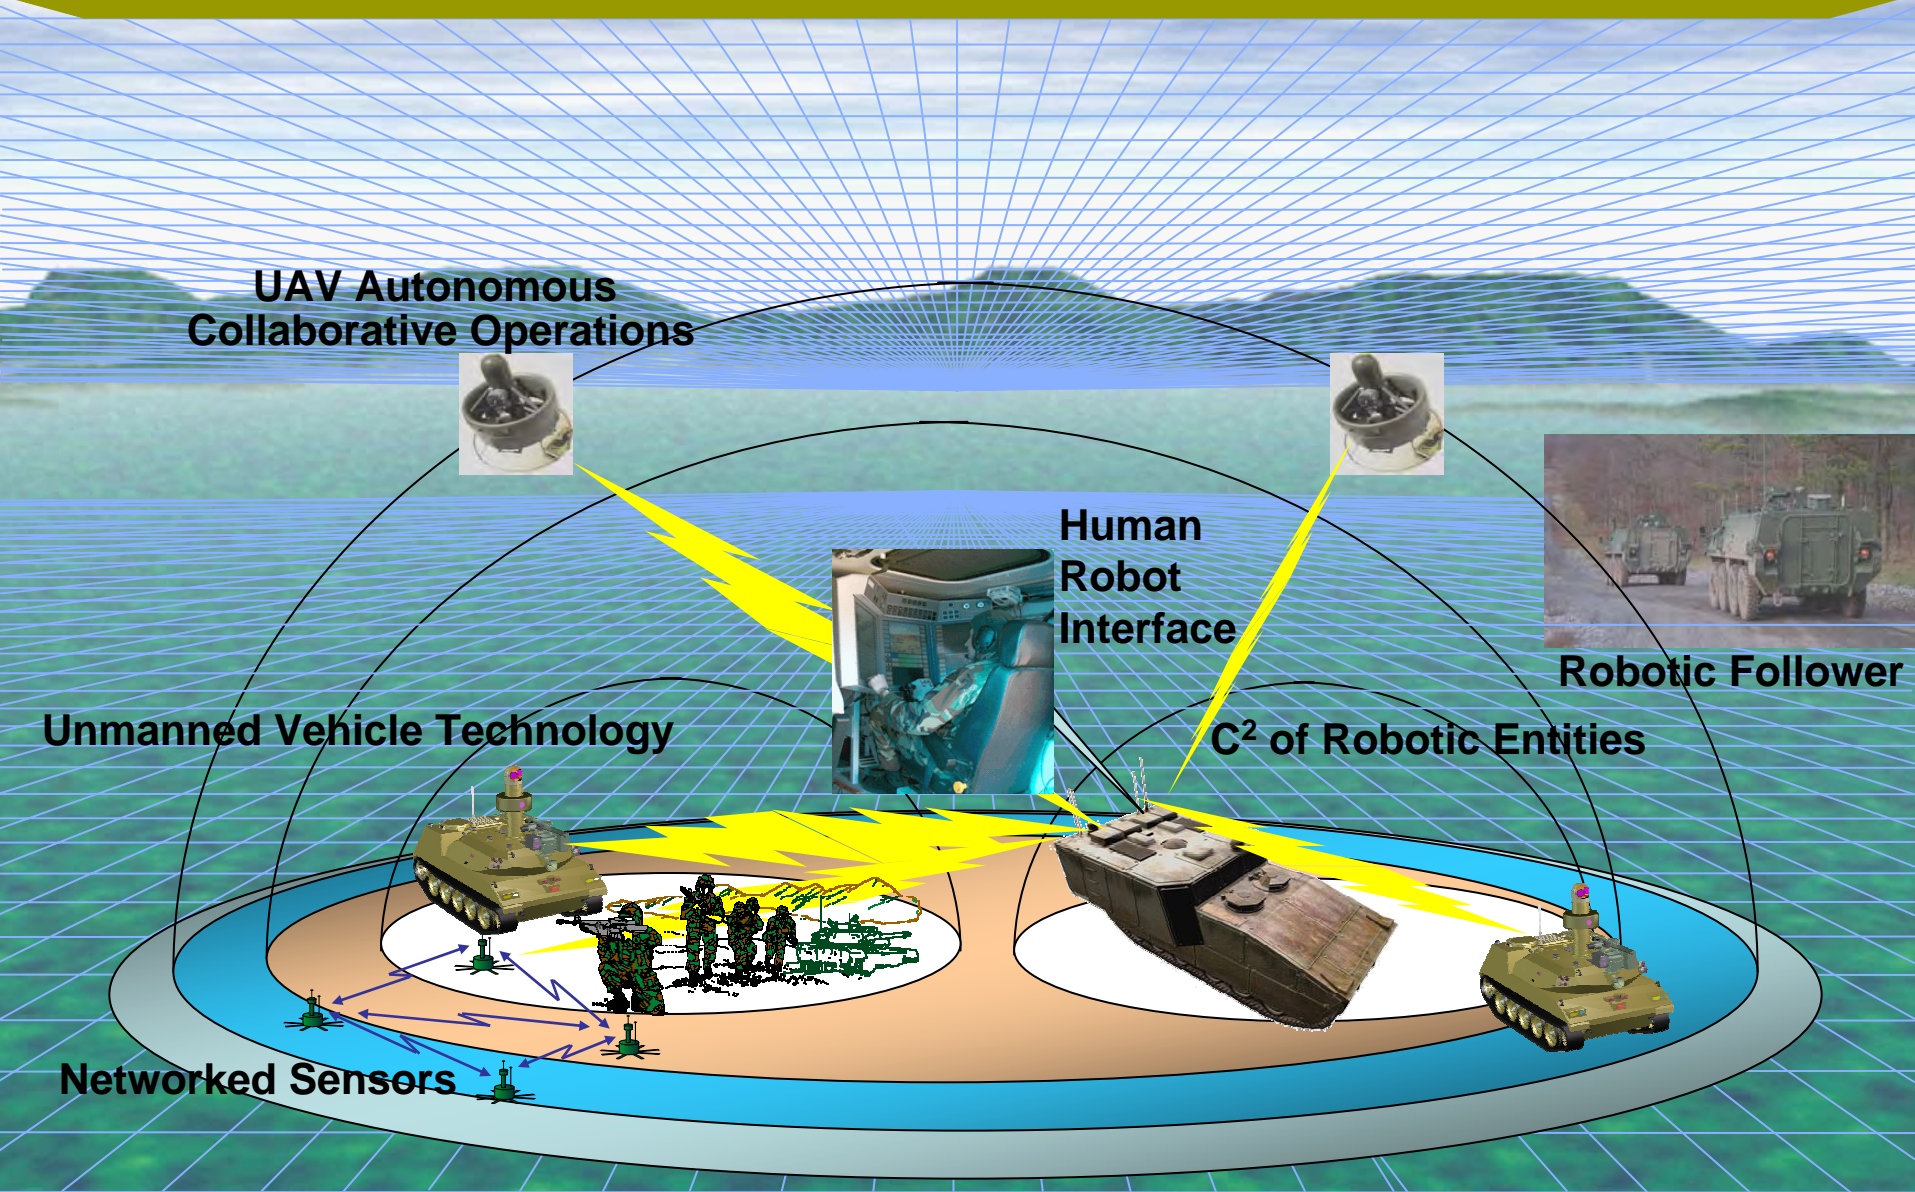 UAV Autonomous
Collaborative Operations
Human
Robot
Interface
Robotic Follower
Unmanned Vehicle Technology
C² of Robotic Entities
Networked Sensors